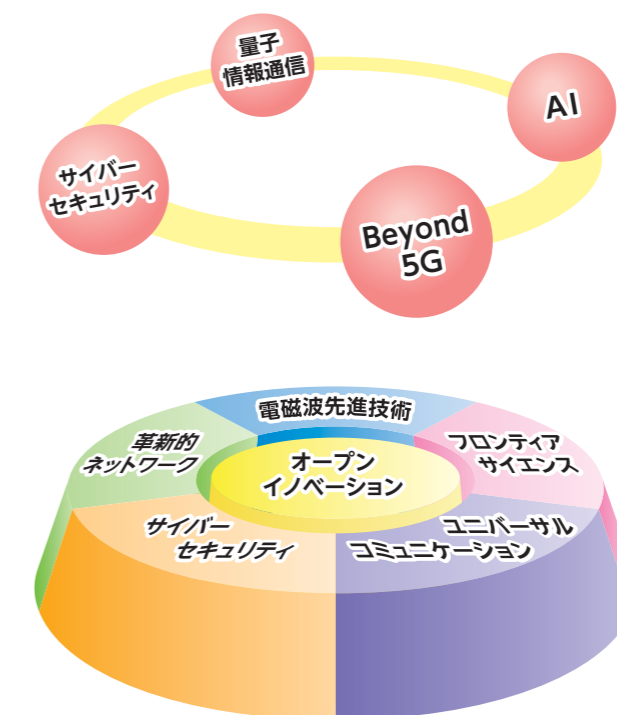 量子
情報通信
AI
サイバー
セキュリティ
Beyond
5G
電磁波先進技術
革新的
ネットワーク
フロンティア
サイエンス
オープン
イノベーション
サイバー
セキュリティ
ユニバーサル
コミュニケーション